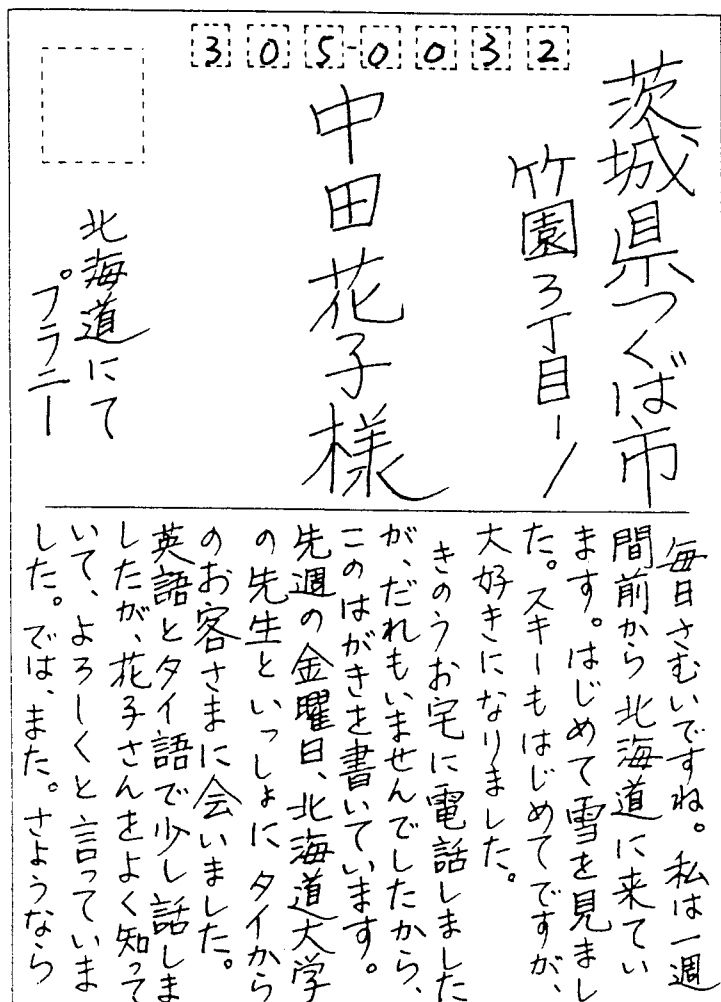 305-0032
茨城県つくば市
竹園3丁目-1
中田花子様
北海道にて
プラニー
毎日さむいですね。私は一週
間前から北海道に来てい
ます。はじめて雪を見まし
た。スキーもはじめてですが、
大好きになりました。
きのうお宅に電話しました
が、だれもいませんでしたから、
このはがきを書いています。
先週の金曜日、北海道大学
の先生といっしょにタイから
のお客さまに会いました。
英語とタイ語で少し話しま
したが、花子さんをよく知って
いて、よろしくと言っていま
した。では、また。さようなら